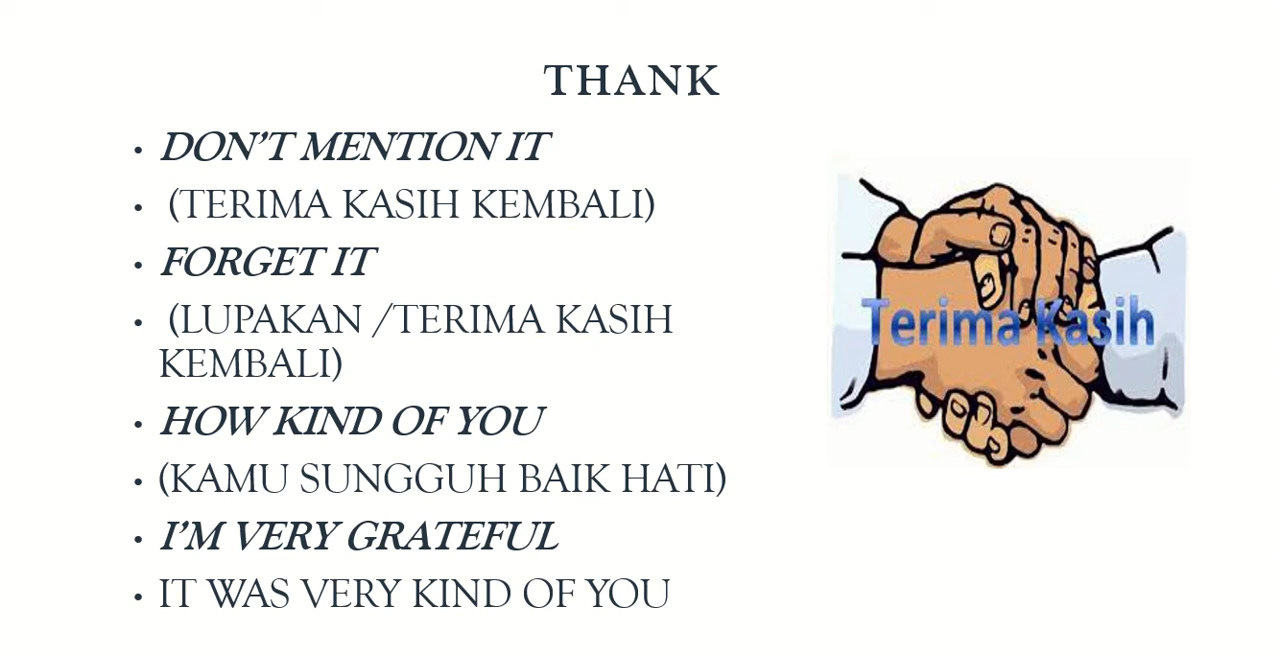 THANK
• DON'T MENTION IT
• (TERIMA KASIH KEMBALI)
• FORGET IT
• (LUPAKAN /TERIMA KASIH
KEMBALI)
• HOW KIND OF YOU
• (KAMU SUNGGUH BAIK HATI)
• I'M VERY GRATEFUL
• IT WAS VERY KIND OF YOU
Terima Kasih